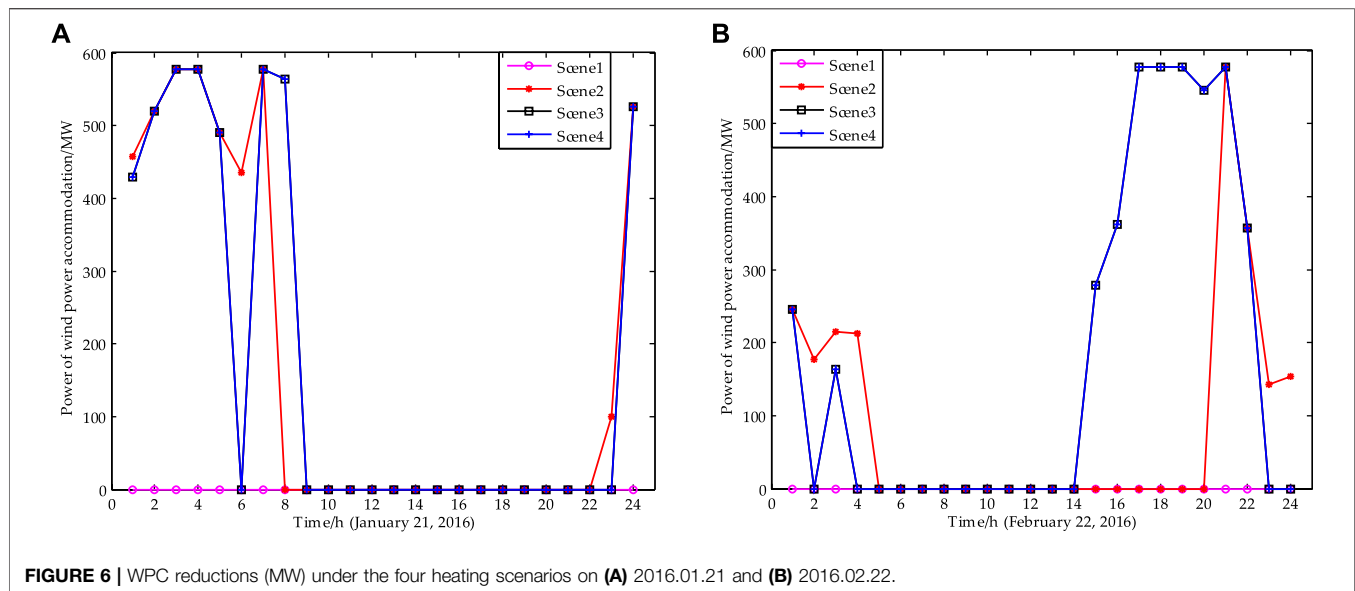 A
600
500
400
300
200
100
0
Power of wind power accommodation/MW
Scene1
Scene2
Scene3
Scene4
0 2 4 6 8 10 12 14 16 18 20 22 24
Time/h (January 21, 2016)
B
600
500
400
300
200
100
0
Power of wind power accommodation/MW
Scene1
Scene2
Scene3
Scene4
0 2 4 6 8 10 12 14 16 18 20 22 24
Time/h (February 22, 2016)
FIGURE 6 | WPC reductions (MW) under the four heating scenarios on (A) 2016.01.21 and (B) 2016.02.22.